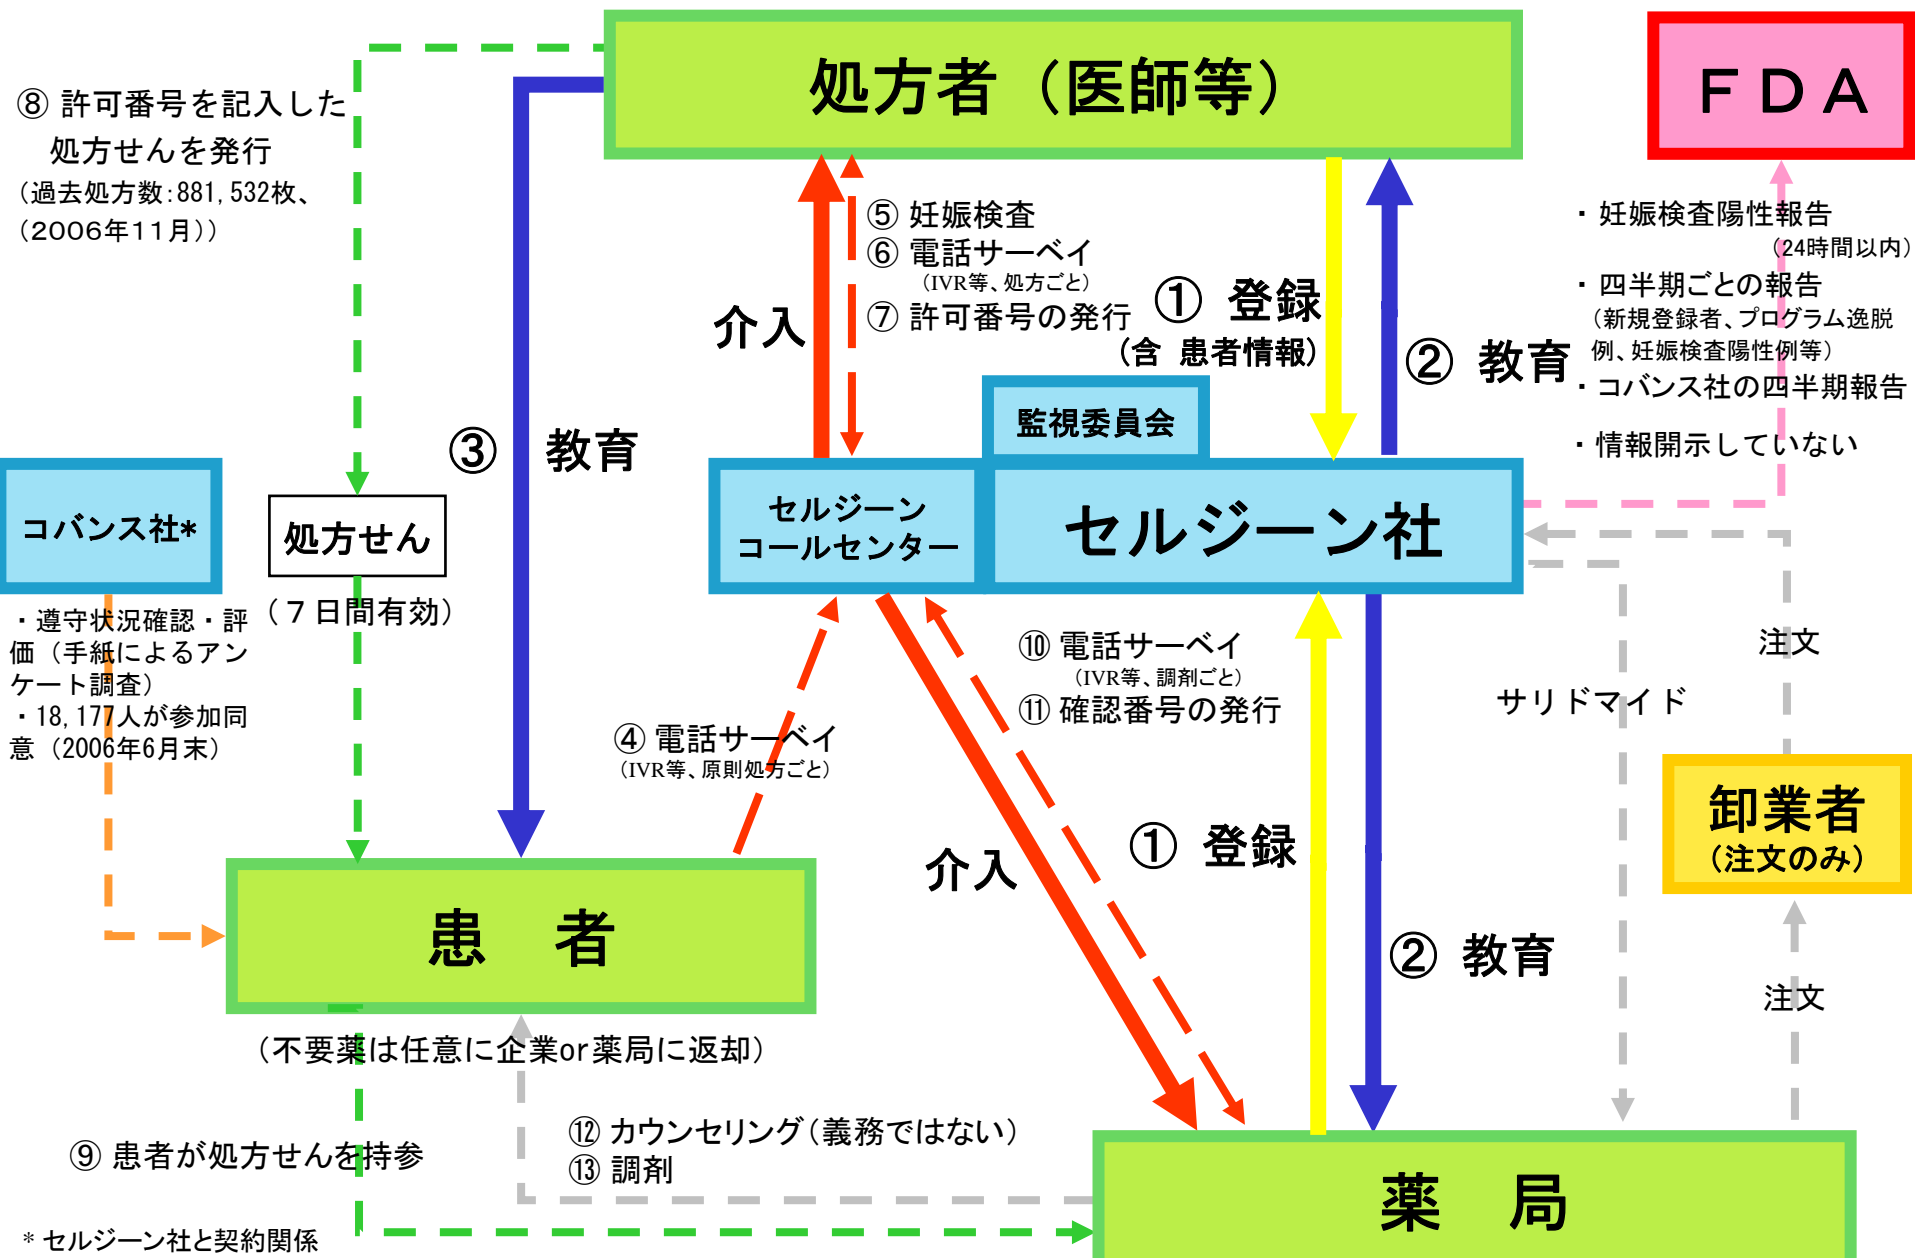 処方者（医師等）
ＦＤＡ
⑧ 許可番号を記入した
処方せんを発行
（過去処方数：881,532枚、
（2006年11月））
⑤ 妊娠検査
⑥ 電話サーベイ
（IVR等、処方ごと）
⑦ 許可番号の発行
介入
① 登録
(含 患者情報)
② 教育
・妊娠検査陽性報告
（24時間以内）
・四半期ごとの報告
（新規登録者、プログラム逸脱
例、妊娠検査陽性例等）
・コバンス社の四半期報告
・情報開示していない
③ 教育
監視委員会
コバンス社*
処方せん
（７日間有効）
セルジーン
コールセンター
セルジーン社
・遵守状況確認・評
価（手紙によるアン
ケート調査）
・18,177人が参加同
意（2006年6月末）
④ 電話サーベイ
（IVR等、原則処方ごと）
⑩ 電話サーベイ
（IVR等、調剤ごと）
⑪ 確認番号の発行
注文
サリドマイド
卸業者
（注文のみ）
① 登録
介入
② 教育
注文
患　者
（不要薬は任意に企業or薬局に返却）
⑨ 患者が処方せんを持参
⑫ カウンセリング（義務ではない）
⑬ 調剤
薬　局
* セルジーン社と契約関係